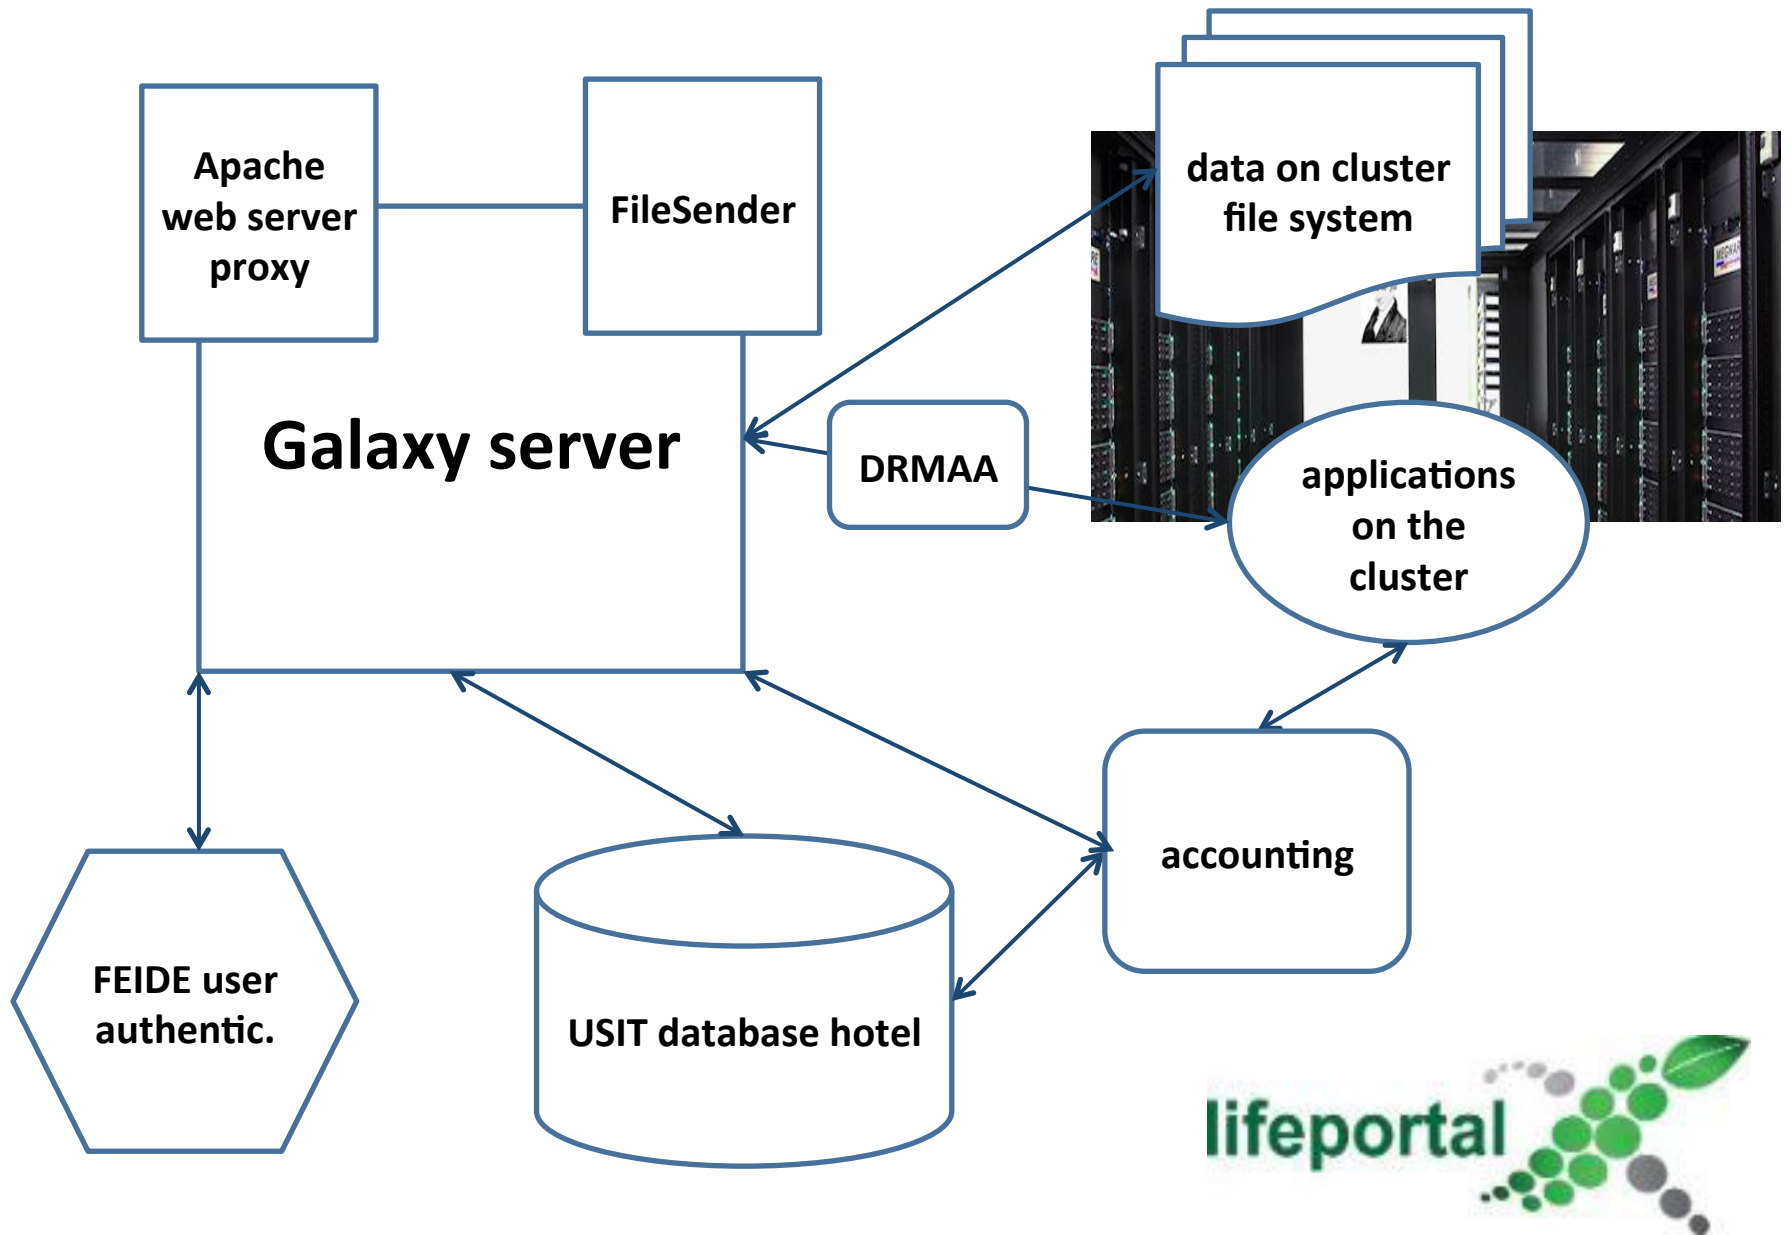 Apache
web server
proxy
FileSender
data on cluster
file system
MEGWARE
Galaxy server
DRMAA
applications
on the
cluster
accounting
FEIDE user
authentic.
USIT database hotel
lifeportal